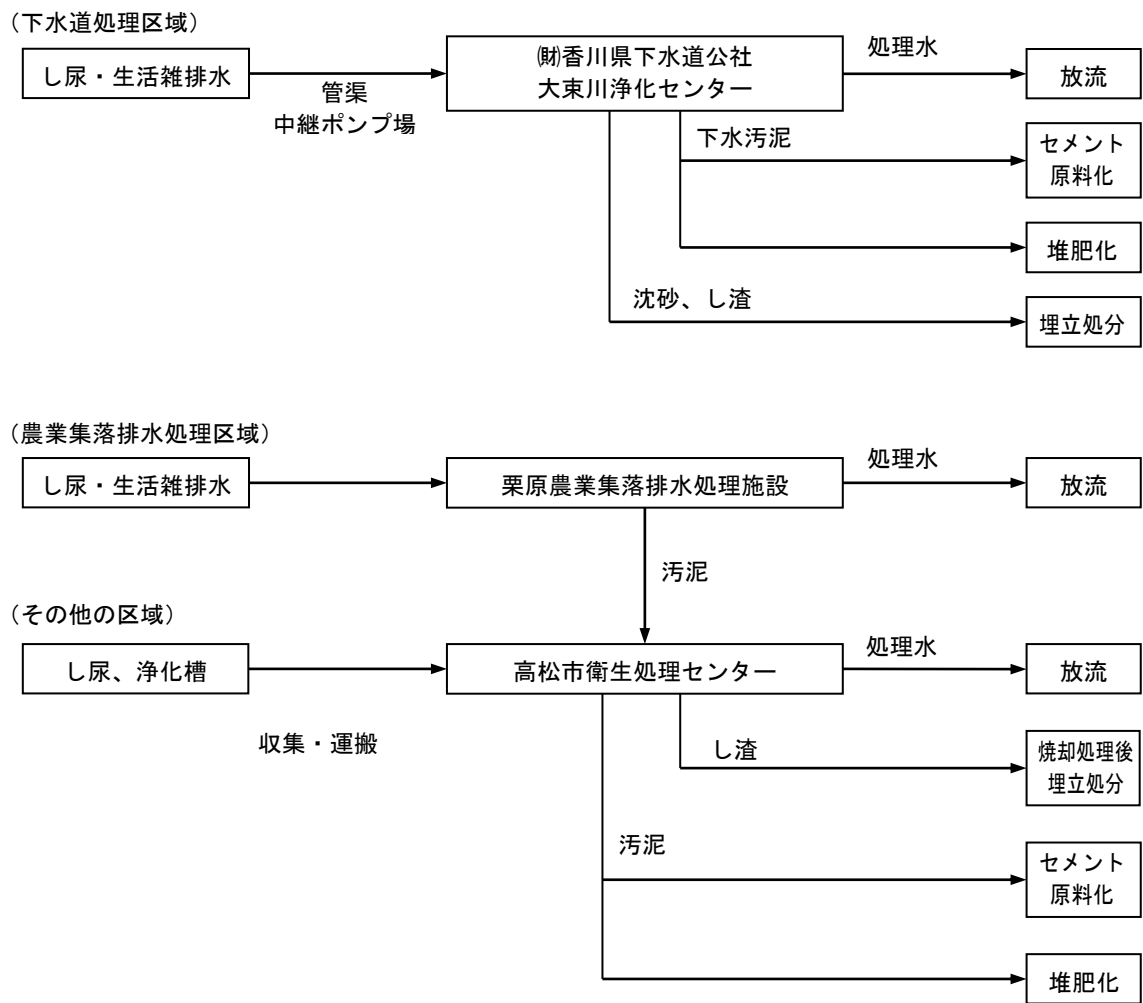 （下水道処理区域）
し尿・生活雑排水
管渠
中継ポンプ場
㈶香川県下水道公社
大束川浄化センター
処理水
放流
下水汚泥
セメント
原料化
堆肥化
沈砂、し渣
埋立処分
（農業集落排水処理区域）
し尿・生活雑排水
栗原農業集落排水処理施設
処理水
放流
汚泥
（その他の区域）
し尿、浄化槽
収集・運搬
高松市衛生処理センター
処理水
放流
し渣
焼却処理後
埋立処分
汚泥
セメント
原料化
堆肥化